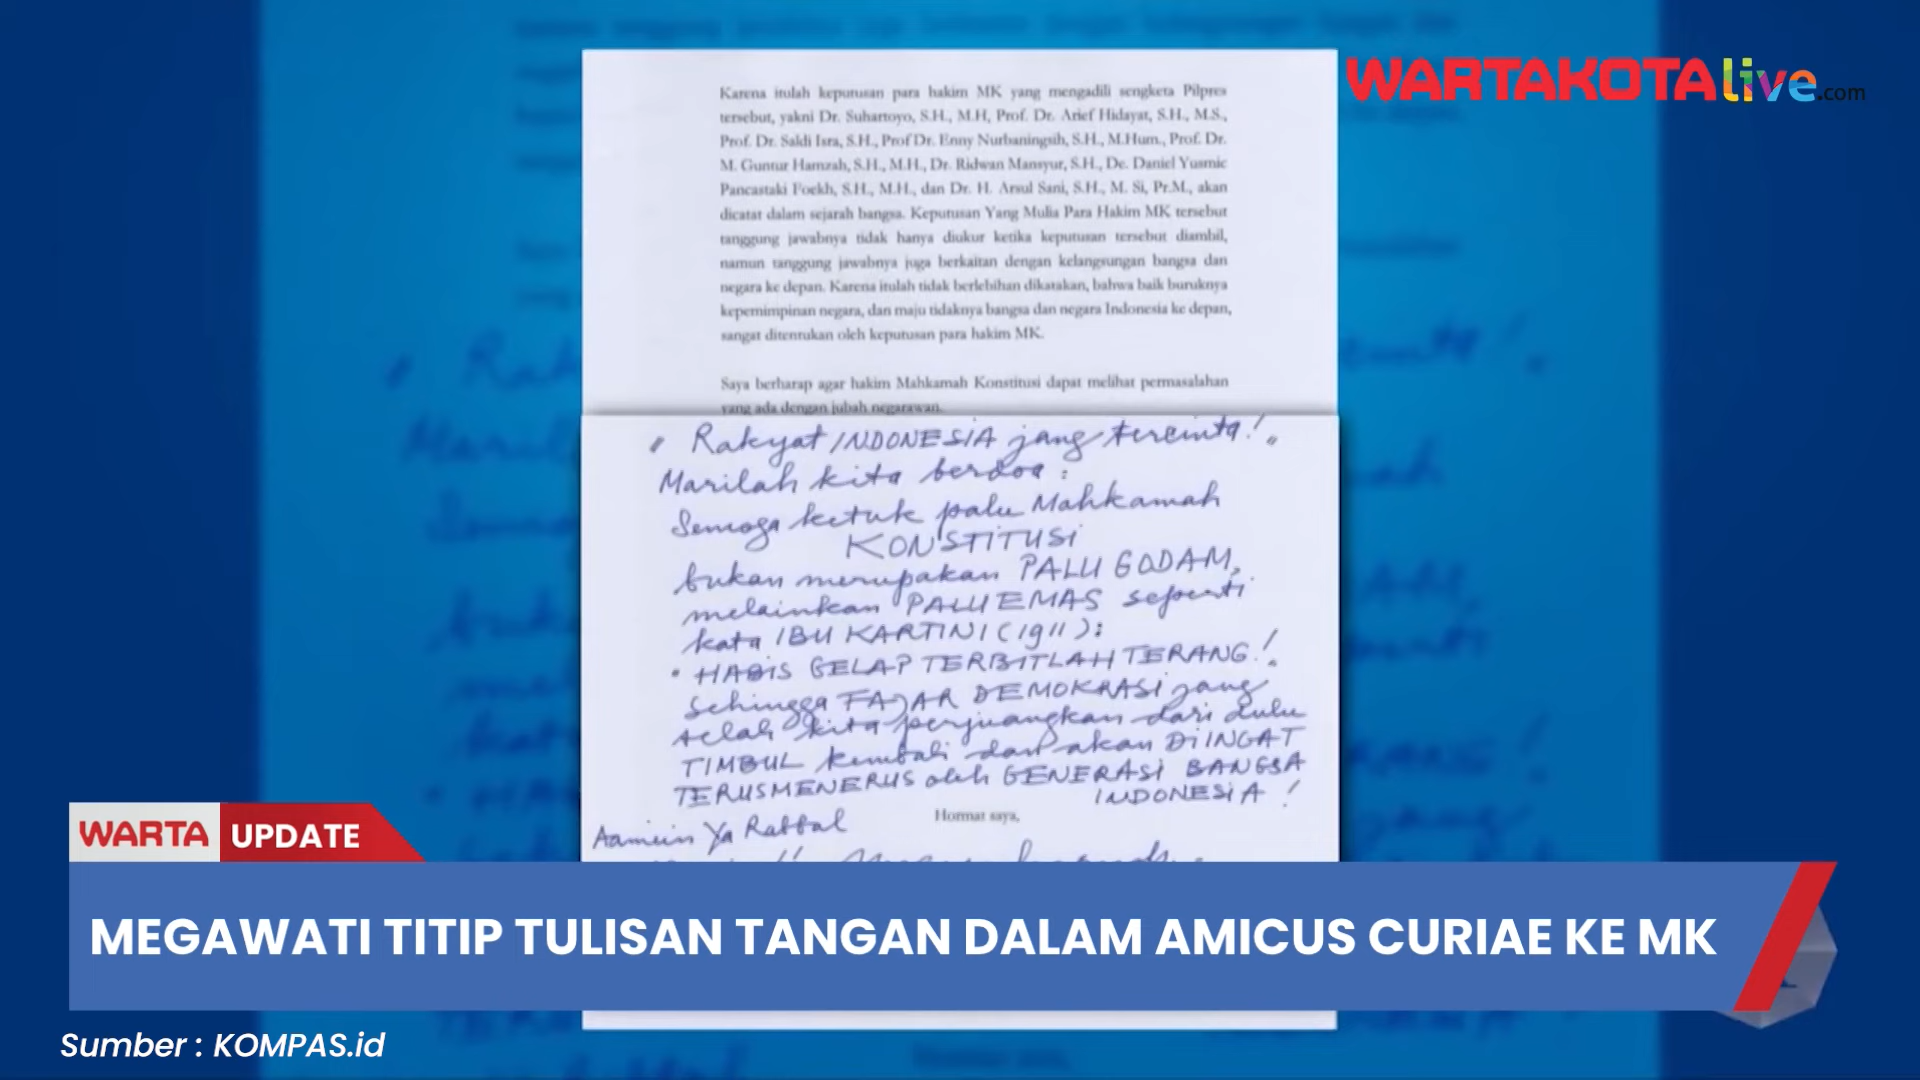 WARTAKOTAlive.com
Karena itulah keputusan para hakim MK yang mengadili sengketa Pilpres
tersebut, yakni Dr. Suhartoyo, S.H., M.H, Prof. Dr. Arief Hidayat, S.H., M.S.,
Prof. Dr. Saldi Isra, S.H., Prof Dr. Enny Nurbaningsih, S.H., M.Hum., Prof. Dr.
M. Guntur Hamzah, S.H., M.H., Dr. Ridwan Mansyur, S.H., De. Daniel Yusmic
Pancastaki Foekh, S.H., M.H., dan Dr. H. Arsul Sani, S.H., M. Si, Pr.M., akan
dicatat dalam sejarah bangsa. Keputusan Yang Mulia Para Hakim MK tersebut
tanggung jawabnya tidak hanya diukur ketika keputusan tersebut diambil,
namun tanggung jawabnya juga berkaitan dengan kelangsungan bangsa dan
negara ke depan. Karena itulah tidak berlebihan dikatakan, bahwa baik buruknya
kepemimpinan negara, dan maju tidaknya bangsa dan negara Indonesia ke depan,
sangat ditentukan oleh keputusan para hakim MK.
Saya berharap agar hakim Mahkamah Konstitusi dapat melihat permasalahan
yang ada dengan jubah negarawan.
" Rakyat INDONESIA jang tercinta! "
Marilah kita berdoa :
Semoga ketuk palu Mahkamah
KONSTITUSI
bukan merupakan PALU GODAM,
melainkan PALU EMAS seperti
kata IBU KARTINI (1911):
" HABIS GELAP TERBITLAH TERANG!
sehingga FAJAR DEMOKRASI jang
telah kita perjuangkan dari dulu
TIMBUL kembali dan akan DIINGAT
TERUSMENERUS oleh GENERASI BANGSA
INDONESIA !
Hormat saya,
Aamiin Ya Rabbal
WARTA UPDATE
MEGAWATI TITIP TULISAN TANGAN DALAM AMICUS CURIAE KE MK
Sumber : KOMPAS.id